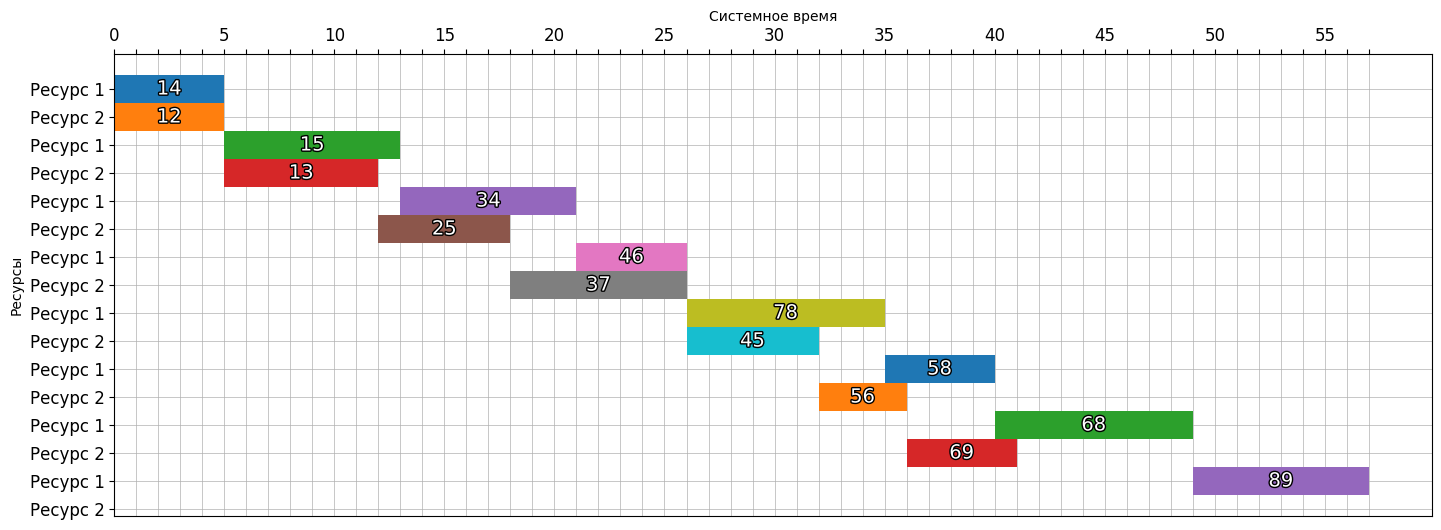 Системное время
0 5 10 15 20 25 30 35 40 45 50 55
Ресурсы
Ресурс 1 14
Ресурс 2 12
Ресурс 1 15
Ресурс 2 13
Ресурс 1 34
Ресурс 2 25
Ресурс 1 46
Ресурс 2 37
Ресурс 1 78
Ресурс 2 45
Ресурс 1 58
Ресурс 2 56
Ресурс 1 68
Ресурс 2 69
Ресурс 1 89
Ресурс 2